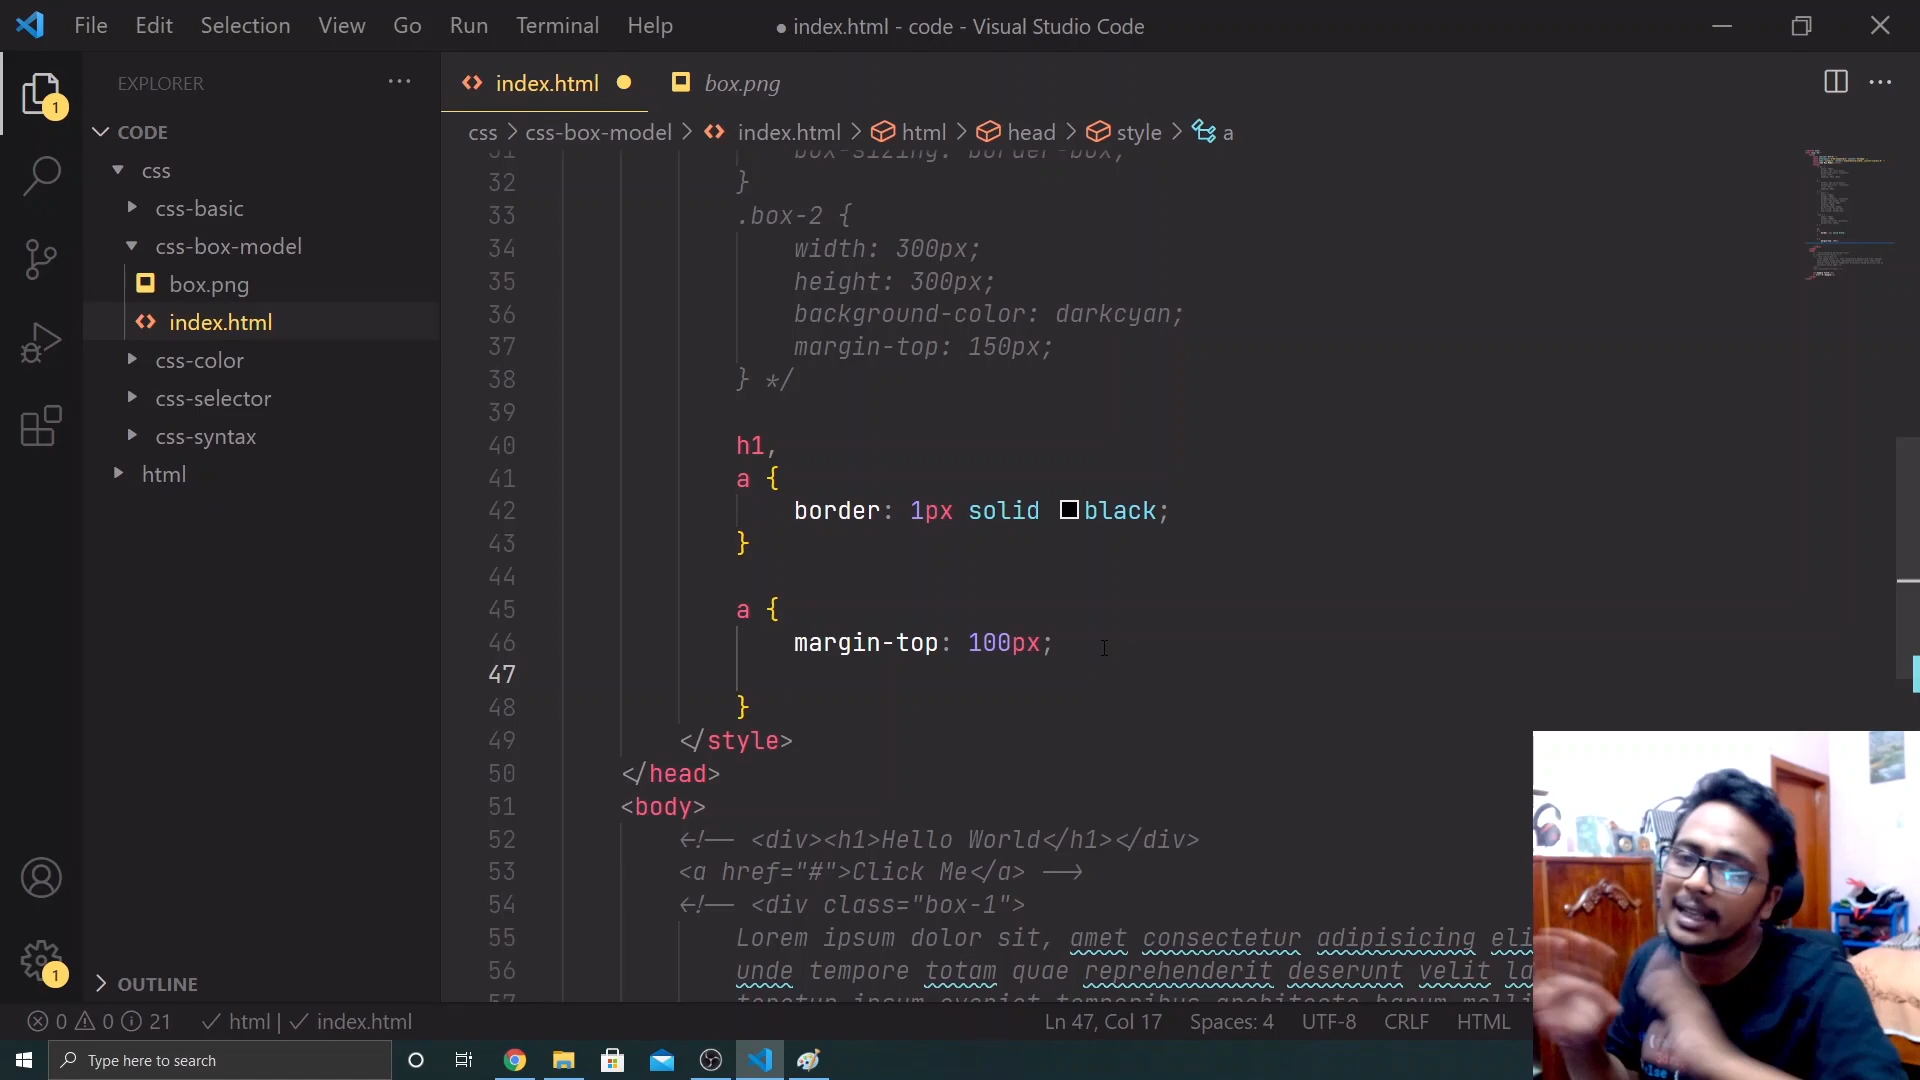 File Edit Selection View Go Run Terminal Help
● index.html - code - Visual Studio Code
EXPLORER
index.html
box.png
CODE
css
css-basic
css-box-model
box.png
index.html
css-color
css-selector
css-syntax
html
css > css-box-model > index.html > html > head > style > a
31 box-sizing: border-box;
32 }
33 .box-2 {
34 width: 300px;
35 height: 300px;
36 background-color: darkcyan;
37 margin-top: 150px;
38 } */
39
40 h1,
41 a {
42 border: 1px solid black;
43 }
44
45 a {
46 margin-top: 100px;
47
48 }
49 </style>
50 </head>
51 <body>
52 <!-- <div><h1>Hello World</h1></div>
53 <a href="#">Click Me</a> -->
54 <!-- <div class="box-1">
55 Lorem ipsum dolor sit, amet consectetur adipisicing eli
56 unde tempore totam quae reprehenderit deserunt velit la
1
1
OUTLINE
0 0 21 html | index.html
Ln 47, Col 17 Spaces: 4 UTF-8 CRLF HTML
Type here to search